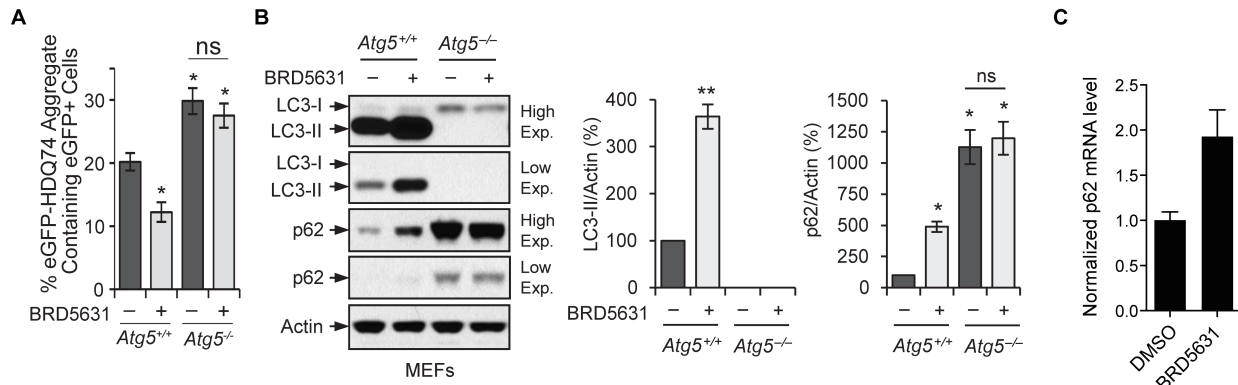 A
% eGFP-HDQ74 Aggregate
Containing eGFP+ Cells
30
20
10
0
ns
*
*
*
BRD5631
− + − +
Atg5+/+ Atg5-/-
B
Atg5+/+ Atg5−/−
BRD5631 − + − +
LC3-I
LC3-II
High
Exp.
LC3-I
LC3-II
Low
Exp.
p62
High
Exp.
p62
Low
Exp.
Actin
MEFs
LC3-II/Actin (%)
400
300
200
100
0
**
BRD5631
− + − +
Atg5+/+ Atg5−/−
p62/Actin (%)
1500
1250
1000
750
500
250
0
ns
*
*
*
− + − +
Atg5+/+ Atg5−/−
C
Normalized p62 mRNA level
2.5
2.0
1.5
1.0
0.5
0.0
DMSO
BRD5631